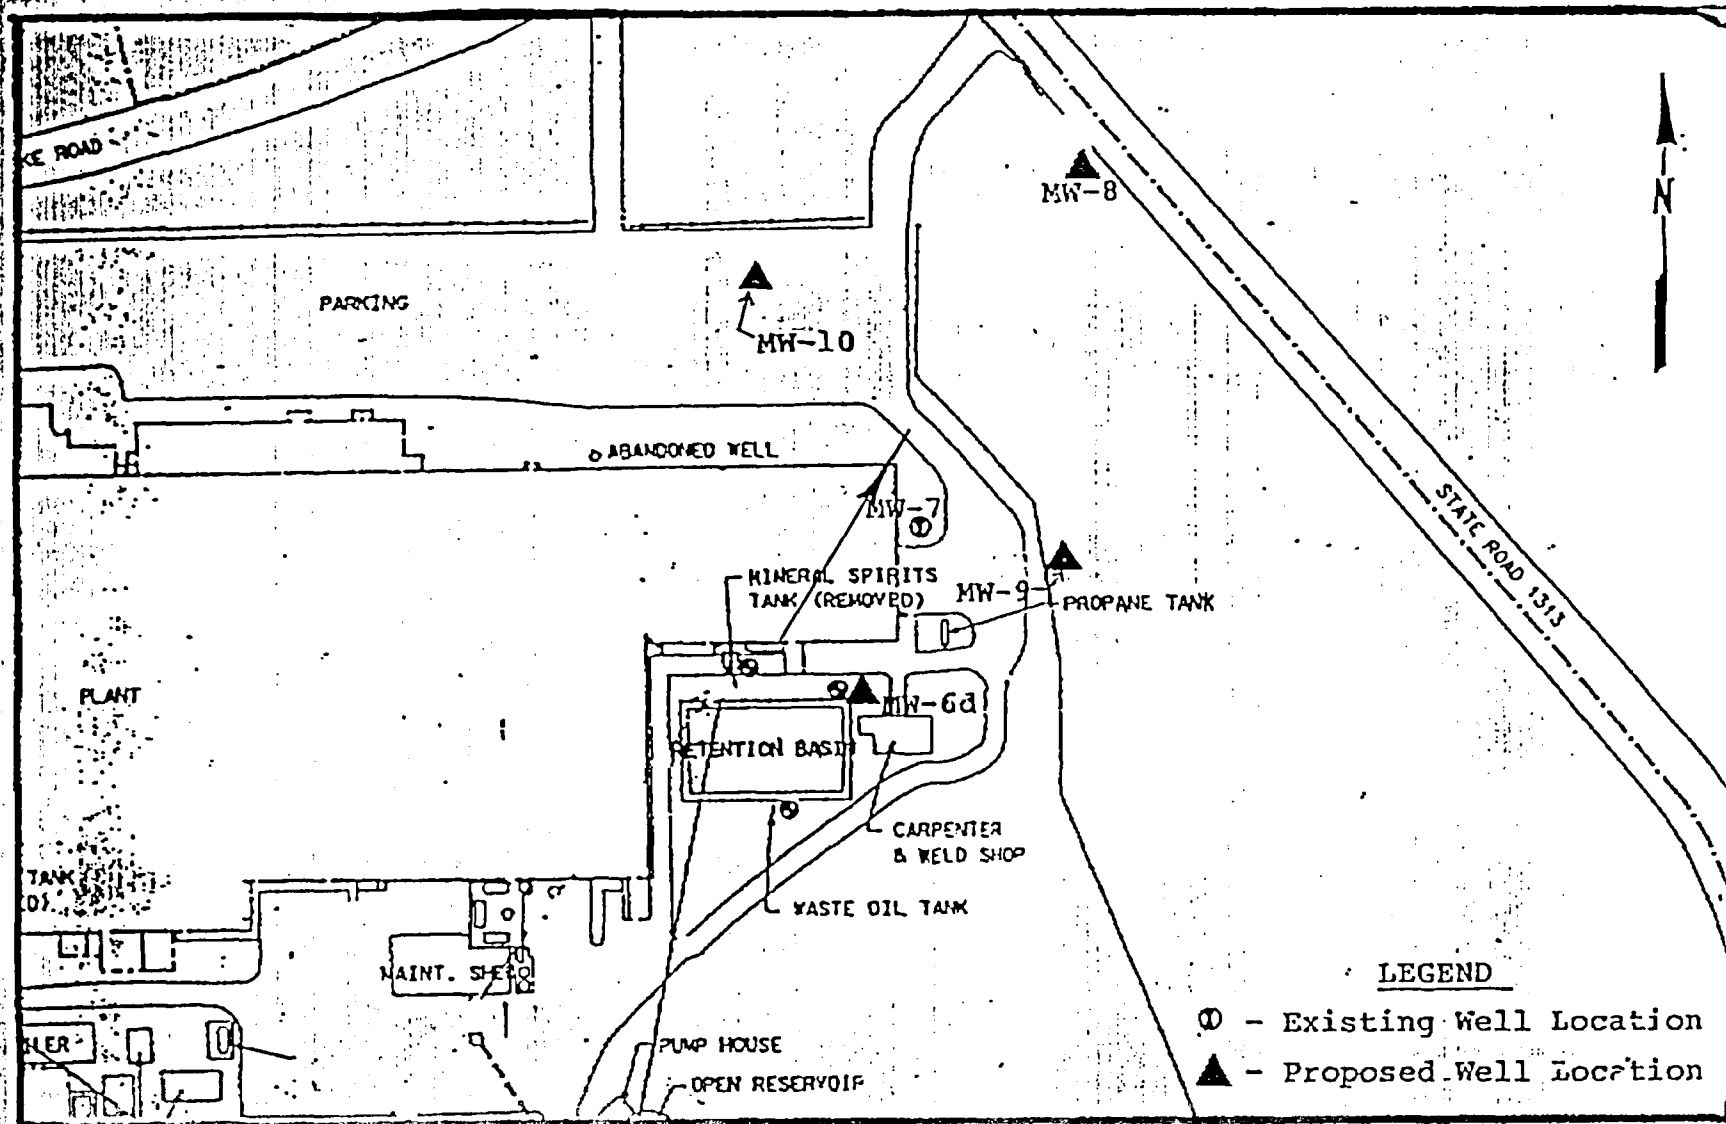 KE ROAD
MW-8
N
PARKING
MW-10
ABANDONED WELL
MW-7
STATE ROAD 1313
MINERAL SPIRITS
TANK (REMOVED)
MW-9
PROPANE TANK
PLANT
MW-6d
RETENTION BASIN
CARPENTER
& WELD SHOP
TANK
WASTE OIL TANK
MAINT. SHED
LEGEND
- Existing Well Location
- Proposed Well Location
PUMP HOUSE
OPEN RESERVOIR